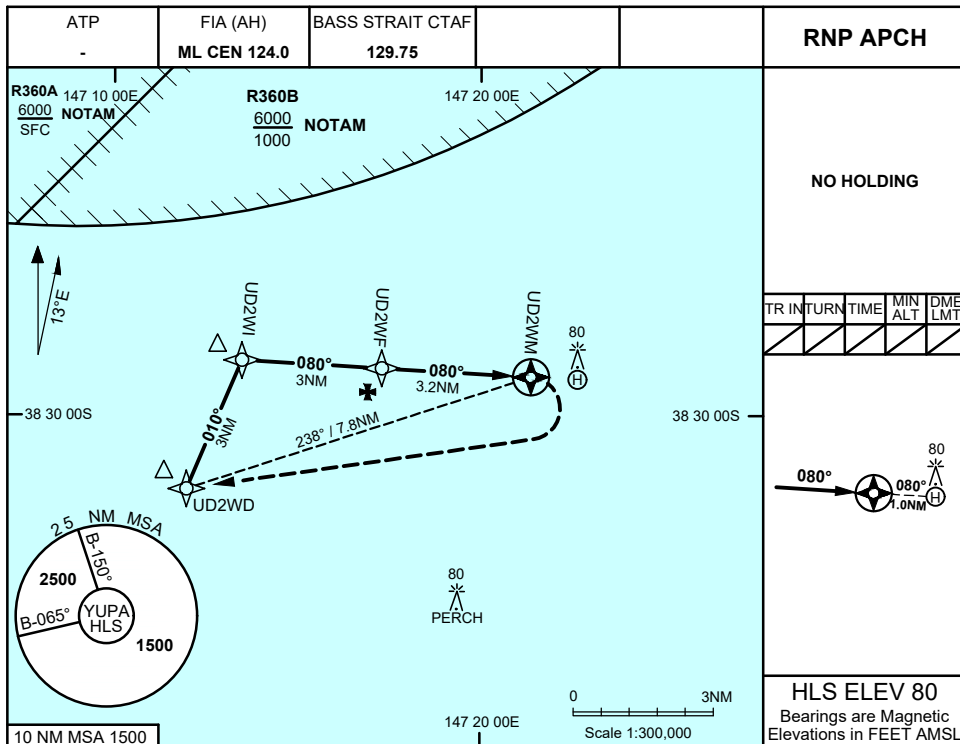 ATP
-
FIA (AH)
ML CEN 124.0
BASS STRAIT CTAF
129.75
RNP APCH
R360A
6000
SFC
NOTAM
147 10 00E
R360B
6000
1000
NOTAM
147 20 00E
NO HOLDING
13°E
UD2WI
UD2WF
UD2WM
80
H
TR IN
TURN
TIME
MIN ALT
DME LMT
080°
3NM
080°
3.2NM
38 30 00S
38 30 00S
010°
3NM
238° / 7.8NM
UD2WD
080°
080°
1.0NM
80
H
25 NM MSA
B-150°
2500
B-065°
YUPA
HLS
1500
80
PERCH
0 3NM
Scale 1:300,000
147 20 00E
10 NM MSA 1500
HLS ELEV 80
Bearings are Magnetic
Elevations in FEET AMSL